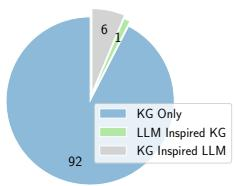 6
1
KG Only
LLM Inspired KG
KG Inspired LLM
92